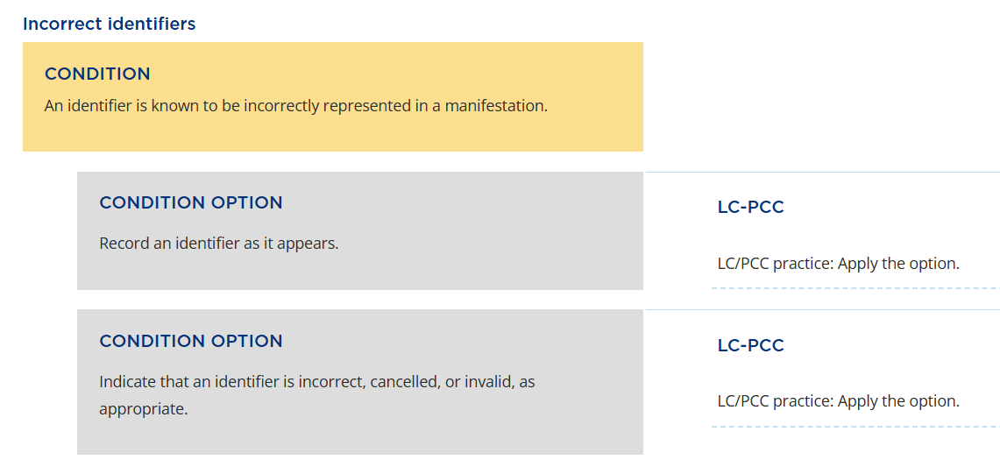 Incorrect identifiers
CONDITION
An identifier is known to be incorrectly represented in a manifestation.
CONDITION OPTION
Record an identifier as it appears.
LC-PCC
LC/PCC practice: Apply the option.
CONDITION OPTION
Indicate that an identifier is incorrect, cancelled, or invalid, as
appropriate.
LC-PCC
LC/PCC practice: Apply the option.